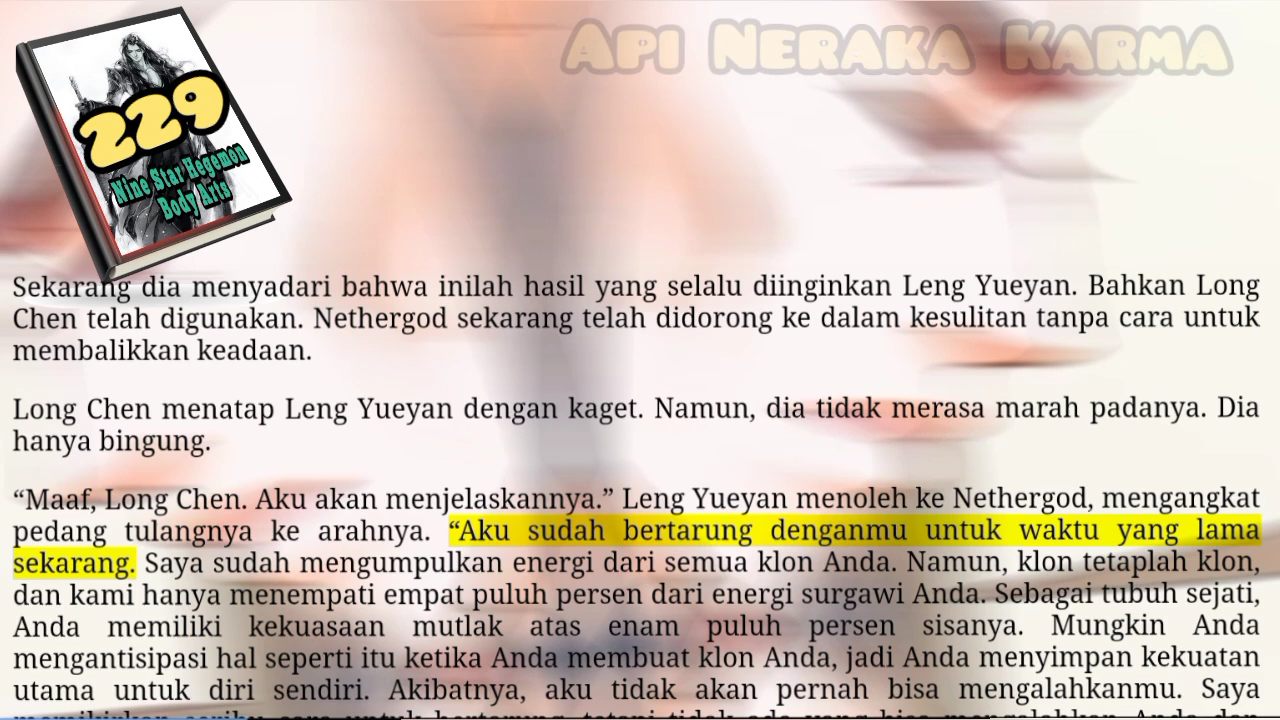 Api Neraka Karma
229
Nine Star Hegemon
Body Arts
Sekarang dia menyadari bahwa inilah hasil yang selalu diinginkan Leng Yueyan. Bahkan Long
Chen telah digunakan. Nethergod sekarang telah didorong ke dalam kesulitan tanpa cara untuk
membalikkan keadaan.
Long Chen menatap Leng Yueyan dengan kaget. Namun, dia tidak merasa marah padanya. Dia
hanya bingung.
“Maaf, Long Chen. Aku akan menjelaskannya.” Leng Yueyan menoleh ke Nethergod, mengangkat
pedang tulangnya ke arahnya. “Aku sudah bertarung denganmu untuk waktu yang lama
sekarang. Saya sudah mengumpulkan energi dari semua klon Anda. Namun, klon tetaplah klon,
dan kami hanya menempati empat puluh persen dari energi surgawi Anda. Sebagai tubuh sejati,
Anda memiliki kekuasaan mutlak atas enam puluh persen sisanya. Mungkin Anda
mengantisipasi hal seperti itu ketika Anda membuat klon Anda, jadi Anda menyimpan kekuatan
utama untuk diri sendiri. Akibatnya, aku tidak akan pernah bisa mengalahkanmu. Saya